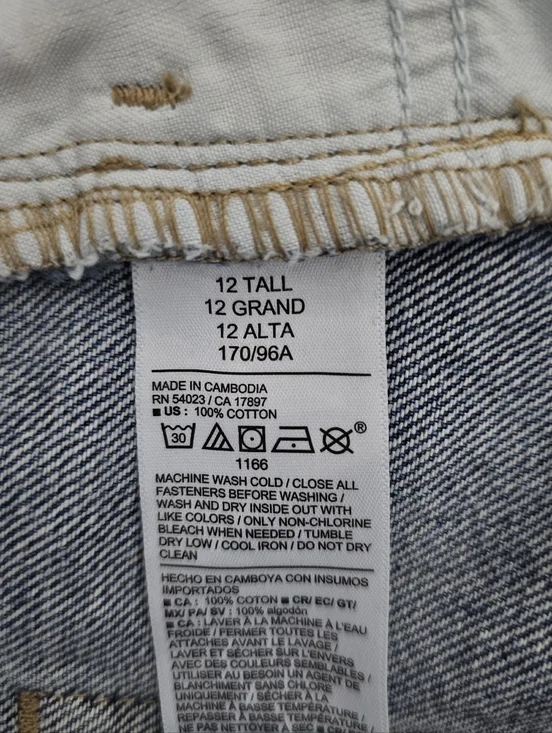 12 TALL
12 GRAND
12 ALTA
170/96A
MADE IN CAMBODIA
RN 54023 / CA 17897
■ US : 100% COTTON
30
®
1166
MACHINE WASH COLD / CLOSE ALL
FASTENERS BEFORE WASHING /
WASH AND DRY INSIDE OUT WITH
LIKE COLORS / ONLY NON-CHLORINE
BLEACH WHEN NEEDED / TUMBLE
DRY LOW / COOL IRON / DO NOT DRY
CLEAN
HECHO EN CAMBOYA CON INSUMOS
IMPORTADOS
■ CA : 100% COTON ■ CR/ EC/ GT/
MX/ PA/ SV : 100% algodón
■ CA : LAVER À LA MACHINE À L'EAU
FROIDE / FERMER TOUTES LES
ATTACHES AVANT LE LAVAGE /
LAVER ET SÉCHER SUR L'ENVERS
AVEC DES COULEURS SEMBLABLES /
UTILISER AU BESOIN UN AGENT DE
BLANCHIMENT SANS CHLORE
UNIQUEMENT / SÉCHER À LA
MACHINE À BASSE TEMPÉRATURE /
REPASSER À BASSE TEMPÉRATURE /
NE PAS NETTOYER À SEC ■